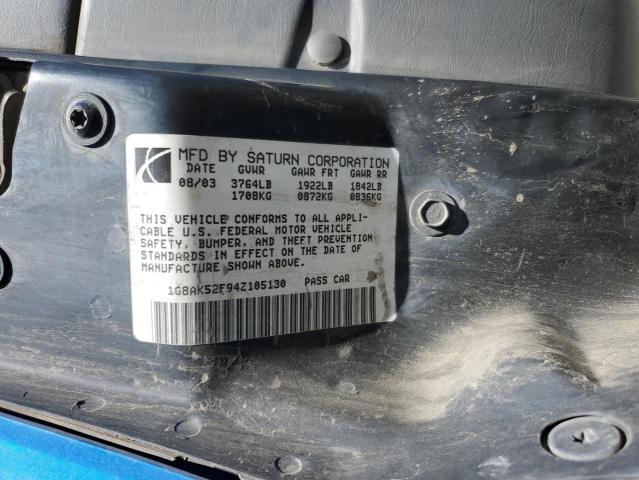 MFD BY SATURN CORPORATION
DATE GVWR GAWR FRT GAWR RR
08/03 3764LB 1922LB 1842LB
1708KG 0872KG 0836KG
THIS VEHICLE CONFORMS TO ALL APPLI-
CABLE U.S. FEDERAL MOTOR VEHICLE
SAFETY, BUMPER, AND THEFT PREVENTION
STANDARDS IN EFFECT ON THE DATE OF
MANUFACTURE SHOWN ABOVE.
1G8AK52F94Z105130 PASS CAR